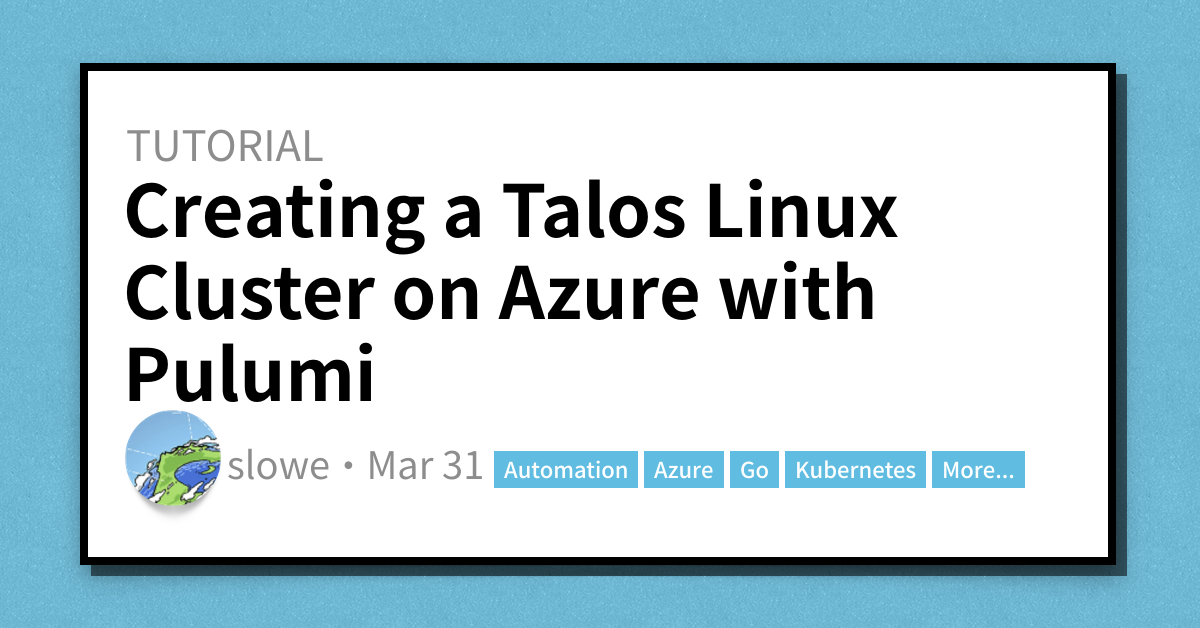 TUTORIAL
Creating a Talos Linux
Cluster on Azure with
Pulumi
slowe • Mar 31 Automation Azure Go Kubernetes More...